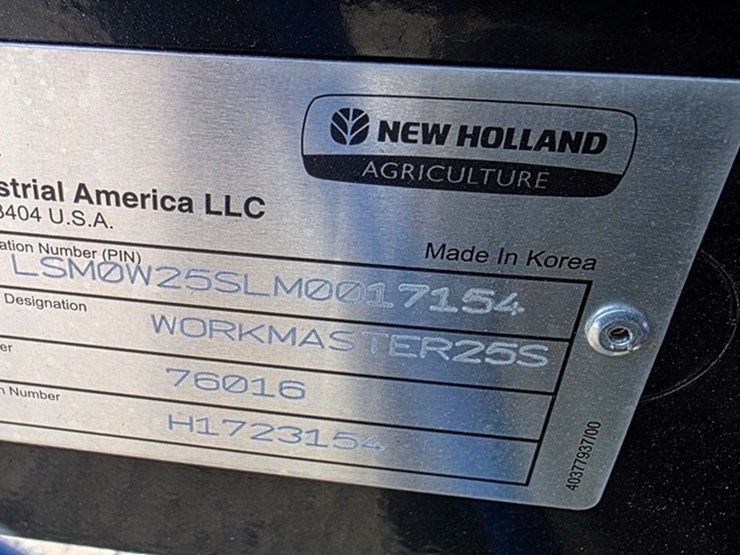 NEW HOLLAND
AGRICULTURE
strial America LLC
8404 U.S.A.
Made In Korea
ation Number (PIN)
LSM0W25SLM0017154
Designation
WORKMASTER25S
er
76016
n Number
H1723154
40377937/00